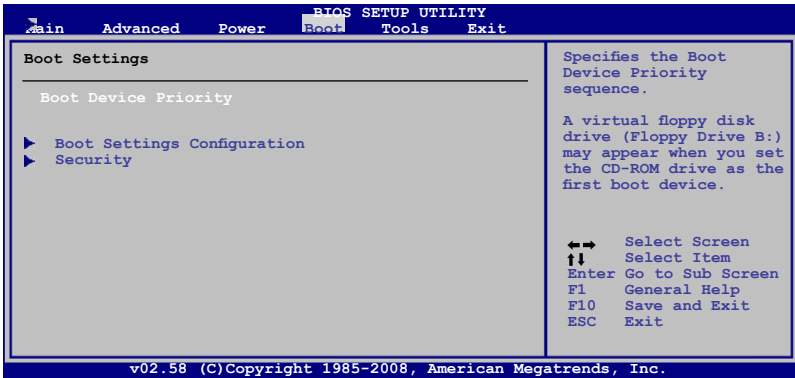 BIOS SETUP UTILITY
Main Advanced Power Boot Tools Exit
Boot Settings
Boot Device Priority
Boot Settings Configuration
Security
Specifies the Boot
Device Priority
sequence.
A virtual floppy disk
drive (Floppy Drive B:)
may appear when you set
the CD-ROM drive as the
first boot device.
←→ Select Screen
↑↓ Select Item
Enter Go to Sub Screen
F1 General Help
F10 Save and Exit
ESC Exit
v02.58 (C)Copyright 1985-2008, American Megatrends, Inc.